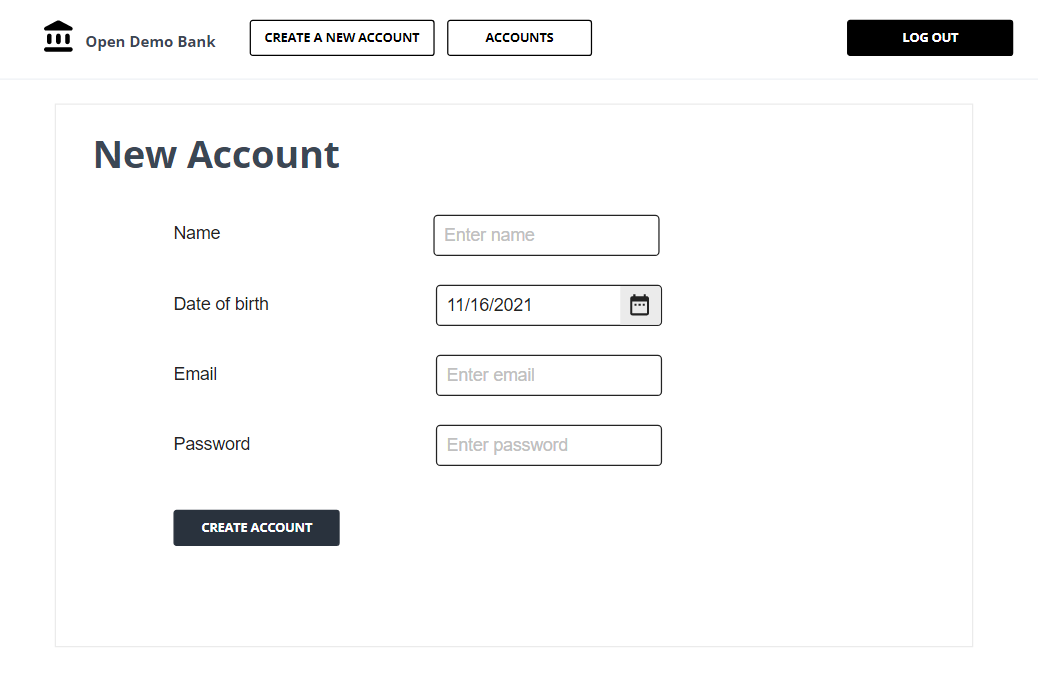 Open Demo Bank
CREATE A NEW ACCOUNT
ACCOUNTS
LOG OUT
New Account
Name
Enter name
Date of birth
11/16/2021
Email
Enter email
Password
Enter password
CREATE ACCOUNT